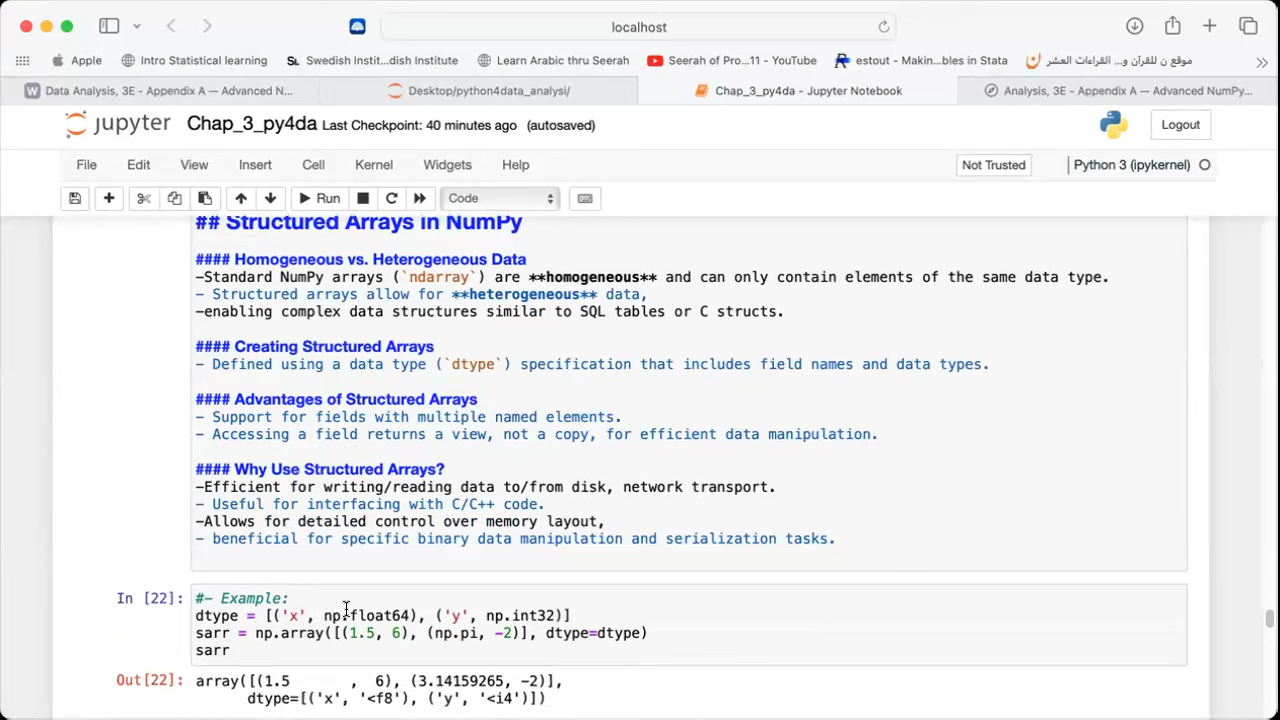 localhost
Apple
Intro Statistical learning
SL Swedish Instit...dish Institute
Learn Arabic thru Seerah
Seerah of Pro...11 - YouTube
estout - Makin...bles in Stata
موقع ن للقرآن و... القراءات العشر
W Data Analysis, 3E - Appendix A — Advanced N...
Desktop/python4data_analysi/
Chap_3_py4da - Jupyter Notebook
Analysis, 3E - Appendix A — Advanced NumPy...
jupyter Chap_3_py4da Last Checkpoint: 40 minutes ago (autosaved)
Logout
File Edit View Insert Cell Kernel Widgets Help
Not Trusted
Python 3 (ipykernel)
Run
Code
## Structured Arrays in NumPy
#### Homogeneous vs. Heterogeneous Data
-Standard NumPy arrays (`ndarray`) are **homogeneous** and can only contain elements of the same data type.
- Structured arrays allow for **heterogeneous** data,
-enabling complex data structures similar to SQL tables or C structs.
#### Creating Structured Arrays
- Defined using a data type (`dtype`) specification that includes field names and data types.
#### Advantages of Structured Arrays
- Support for fields with multiple named elements.
- Accessing a field returns a view, not a copy, for efficient data manipulation.
#### Why Use Structured Arrays?
-Efficient for writing/reading data to/from disk, network transport.
- Useful for interfacing with C/C++ code.
-Allows for detailed control over memory layout,
- beneficial for specific binary data manipulation and serialization tasks.
In [22]: #- Example:
dtype = [('x', np.float64), ('y', np.int32)]
sarr = np.array([(1.5, 6), (np.pi, -2)], dtype=dtype)
sarr
Out[22]: array([(1.5       ,  6), (3.14159265, -2)],
      dtype=[('x', '<f8'), ('y', '<i4')])